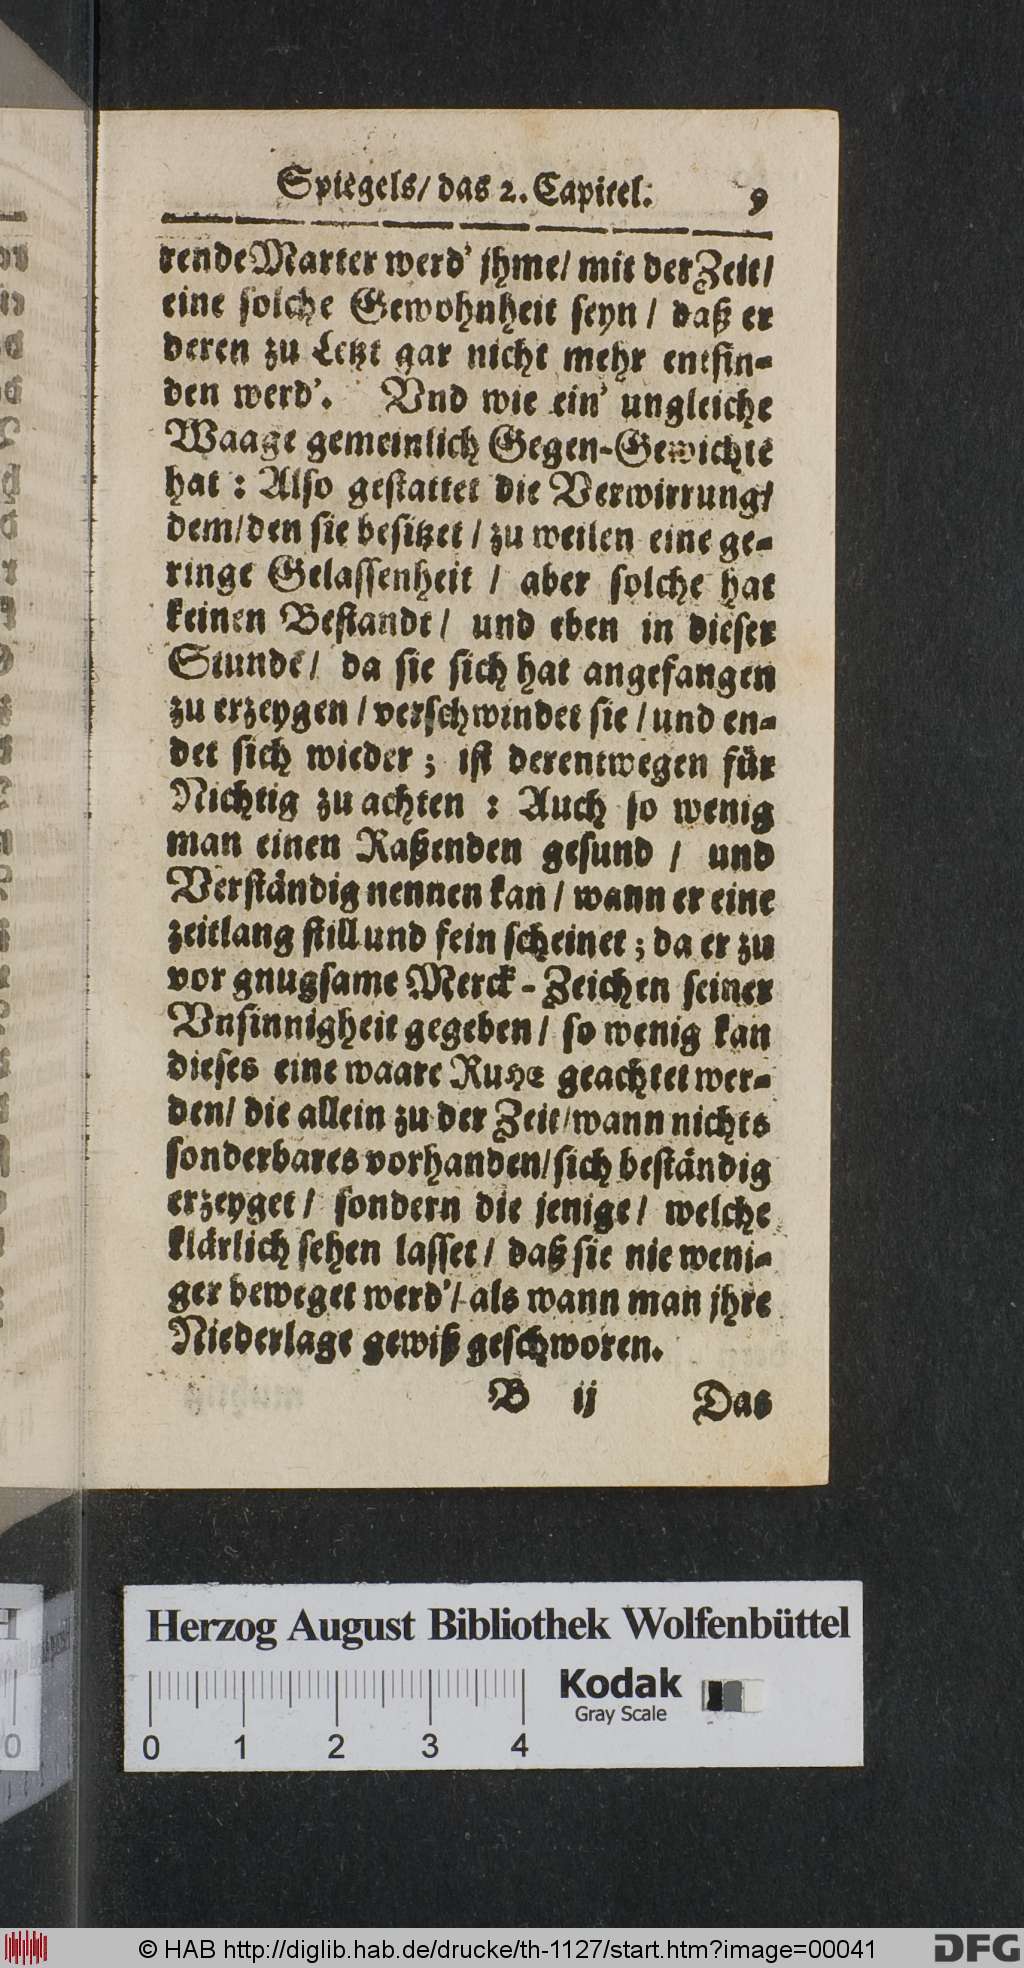 Spiegels/ das 2. Capitel. 9
rende Marter werd' jhme/ mit der Zeit/
eine solche Gewohnheit seyn / daß er
deren zu Letzt gar nicht mehr entfin-
den werd'. Vnd wie ein' ungleiche
Waage gemeinlich Gegen-Gewichte
hat : Also gestattet die Verwirrung/
dem/den sie besitzet / zu weilen eine ge-
ringe Gelassenheit / aber solche hat
keinen Bestandt / und eben in dieser
Stunde / da sie sich hat angefangen
zu erzeygen / verschwindet sie / und en-
det sich wieder ; ist derentwegen für
Nichtig zu achten : Auch so wenig
man einen Raßenden gesund / und
Verständig nennen kan / wann er eine
zeitlang still und fein scheinet ; da er zu
vor gnugsame Merck-Zeichen seiner
Vnsinnigheit gegeben / so wenig kan
dieses eine waare Ruhe geachtet wer-
den/ die allein zu der Zeit/wann nichts
sonderbares vorhanden/sich beständig
erzeyget / sondern die jenige / welche
klärlich sehen lasset / daß sie nie weni-
ger beweget werd'/ als wann man jhre
Niederlage gewiß geschworen.
B ij Das
Herzog August Bibliothek Wolfenbüttel
Kodak
Gray Scale
0 1 2 3 4
© HAB http://diglib.hab.de/drucke/th-1127/start.htm?image=00041
DFG